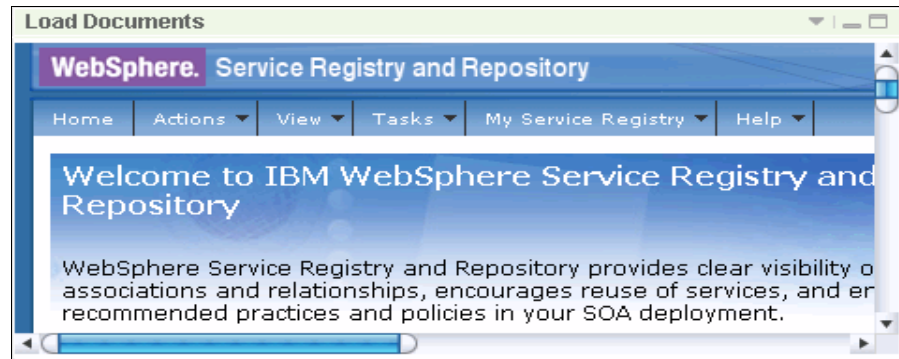 Load Documents
WebSphere. Service Registry and Repository
Home Actions View Tasks My Service Registry Help
Welcome to IBM WebSphere Service Registry and
Repository
WebSphere Service Registry and Repository provides clear visibility
associations and relationships, encourages reuse of services, and
recommended practices and policies in your SOA deployment.